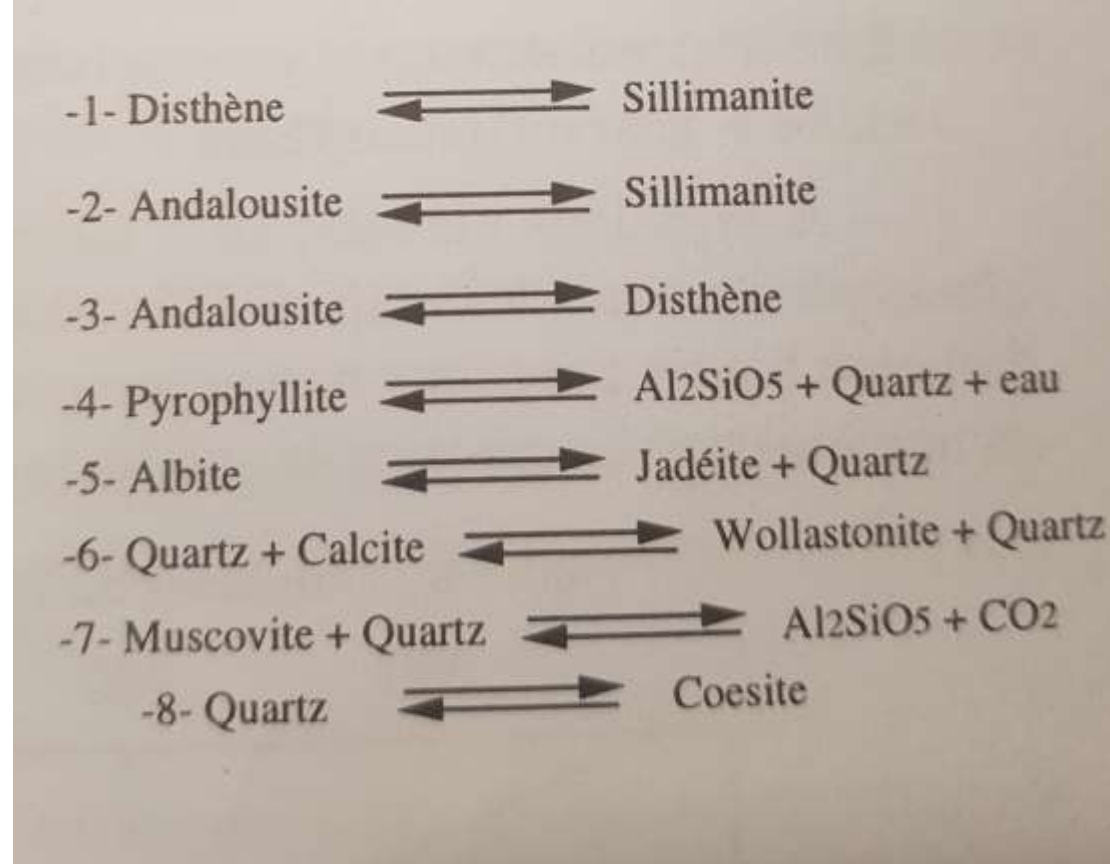 -1- Disthène ⇌ Sillimanite
-2- Andalousite ⇌ Sillimanite
-3- Andalousite ⇌ Disthène
-4- Pyrophyllite ⇌ Al2SiO5 + Quartz + eau
-5- Albite ⇌ Jadéite + Quartz
-6- Quartz + Calcite ⇌ Wollastonite + Quartz
-7- Muscovite + Quartz ⇌ Al2SiO5 + CO2
-8- Quartz ⇌ Coesite